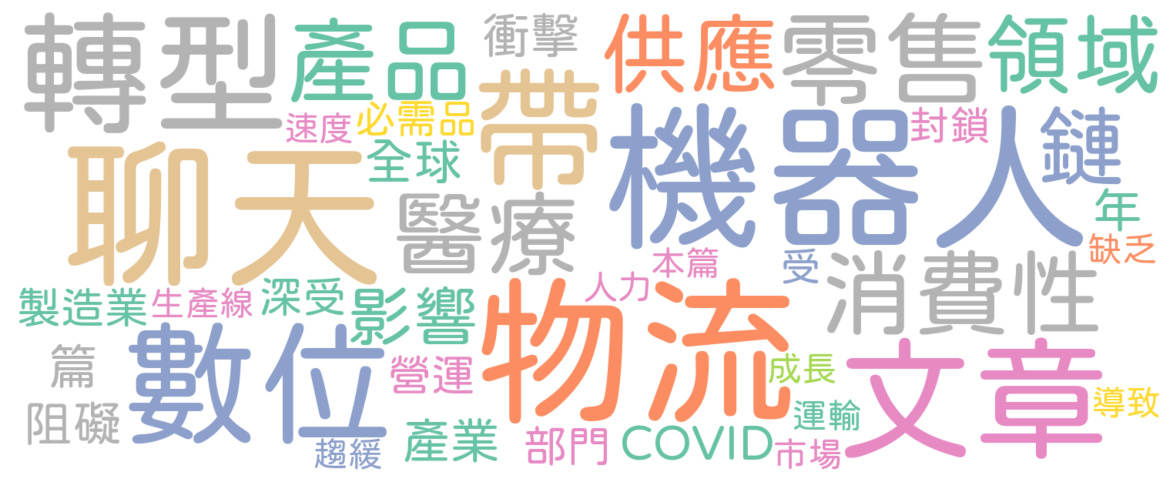 轉型
產品
衝擊
供應
零售
領域
速度
必需品
帶
機器人
封鎖
鏈
聊天
全球
醫療
年
缺乏
製造業
生產線
深受
影響
物流
人力
本篇
受
消費性
篇
數位
營運
成長
文章
導致
阻礙
趨緩
產業
部門
COVID
市場
運輸